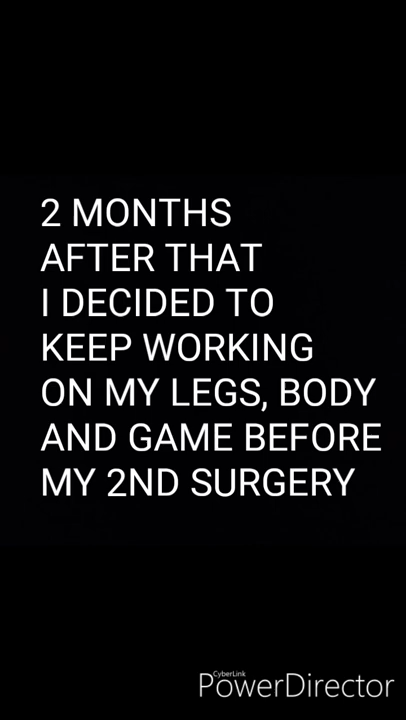 2 MONTHS
AFTER THAT
I DECIDED TO
KEEP WORKING
ON MY LEGS, BODY
AND GAME BEFORE
MY 2ND SURGERY
CyberLink
PowerDirector